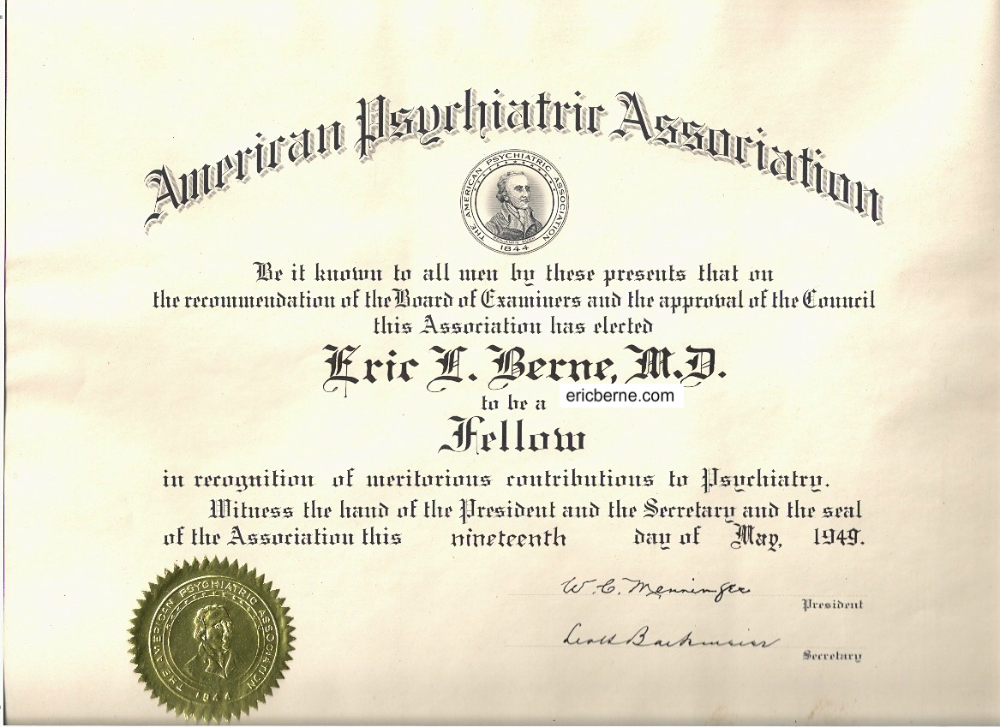 American Psychiatric Association
THE AMERICAN PSYCHIATRIC ASSOCIATION
BENJAMIN RUSH
1844
Be it known to all men by these presents that on
the recommendation of the Board of Examiners and the approval of the Council
this Association has elected
Eric L. Berne, M.D.
to be a
ericberne.com
Fellow
in recognition of meritorious contributions to Psychiatry.
Witness the hand of the President and the Secretary and the seal
of the Association this nineteenth day of May, 1949.
W. C. Menninger
President
Secretary
THE AMERICAN PSYCHIATRIC ASSOCIATION
1844